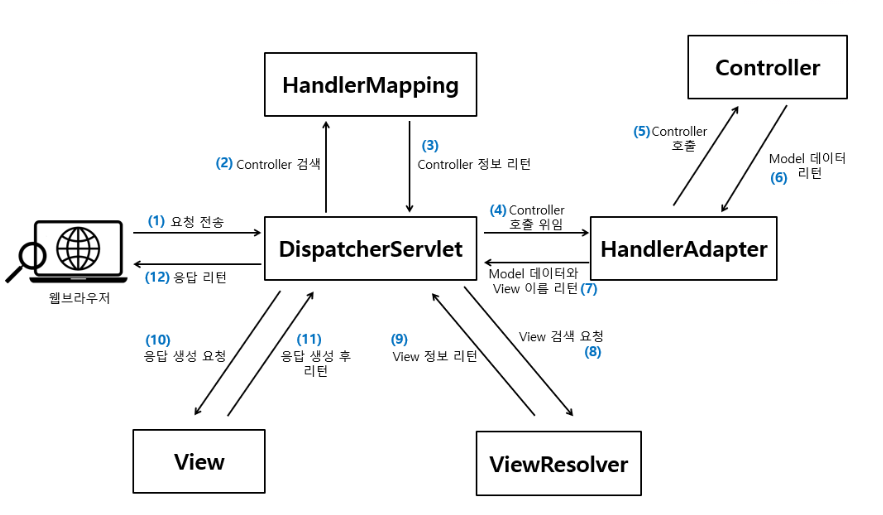 HandlerMapping
Controller
(2) Controller 검색
(3)
Controller 정보 리턴
(5) Controller
호출
Model 데이터
(6) 리턴
(1) 요청 전송
DispatcherServlet
(4) Controller
호출 위임
HandlerAdapter
(12) 응답 리턴
Model 데이터와
View 이름 리턴 (7)
웹브라우저
(10)
응답 생성 요청
(11)
응답 생성 후
리턴
(9)
View 정보 리턴
View 검색 요청
(8)
View
ViewResolver